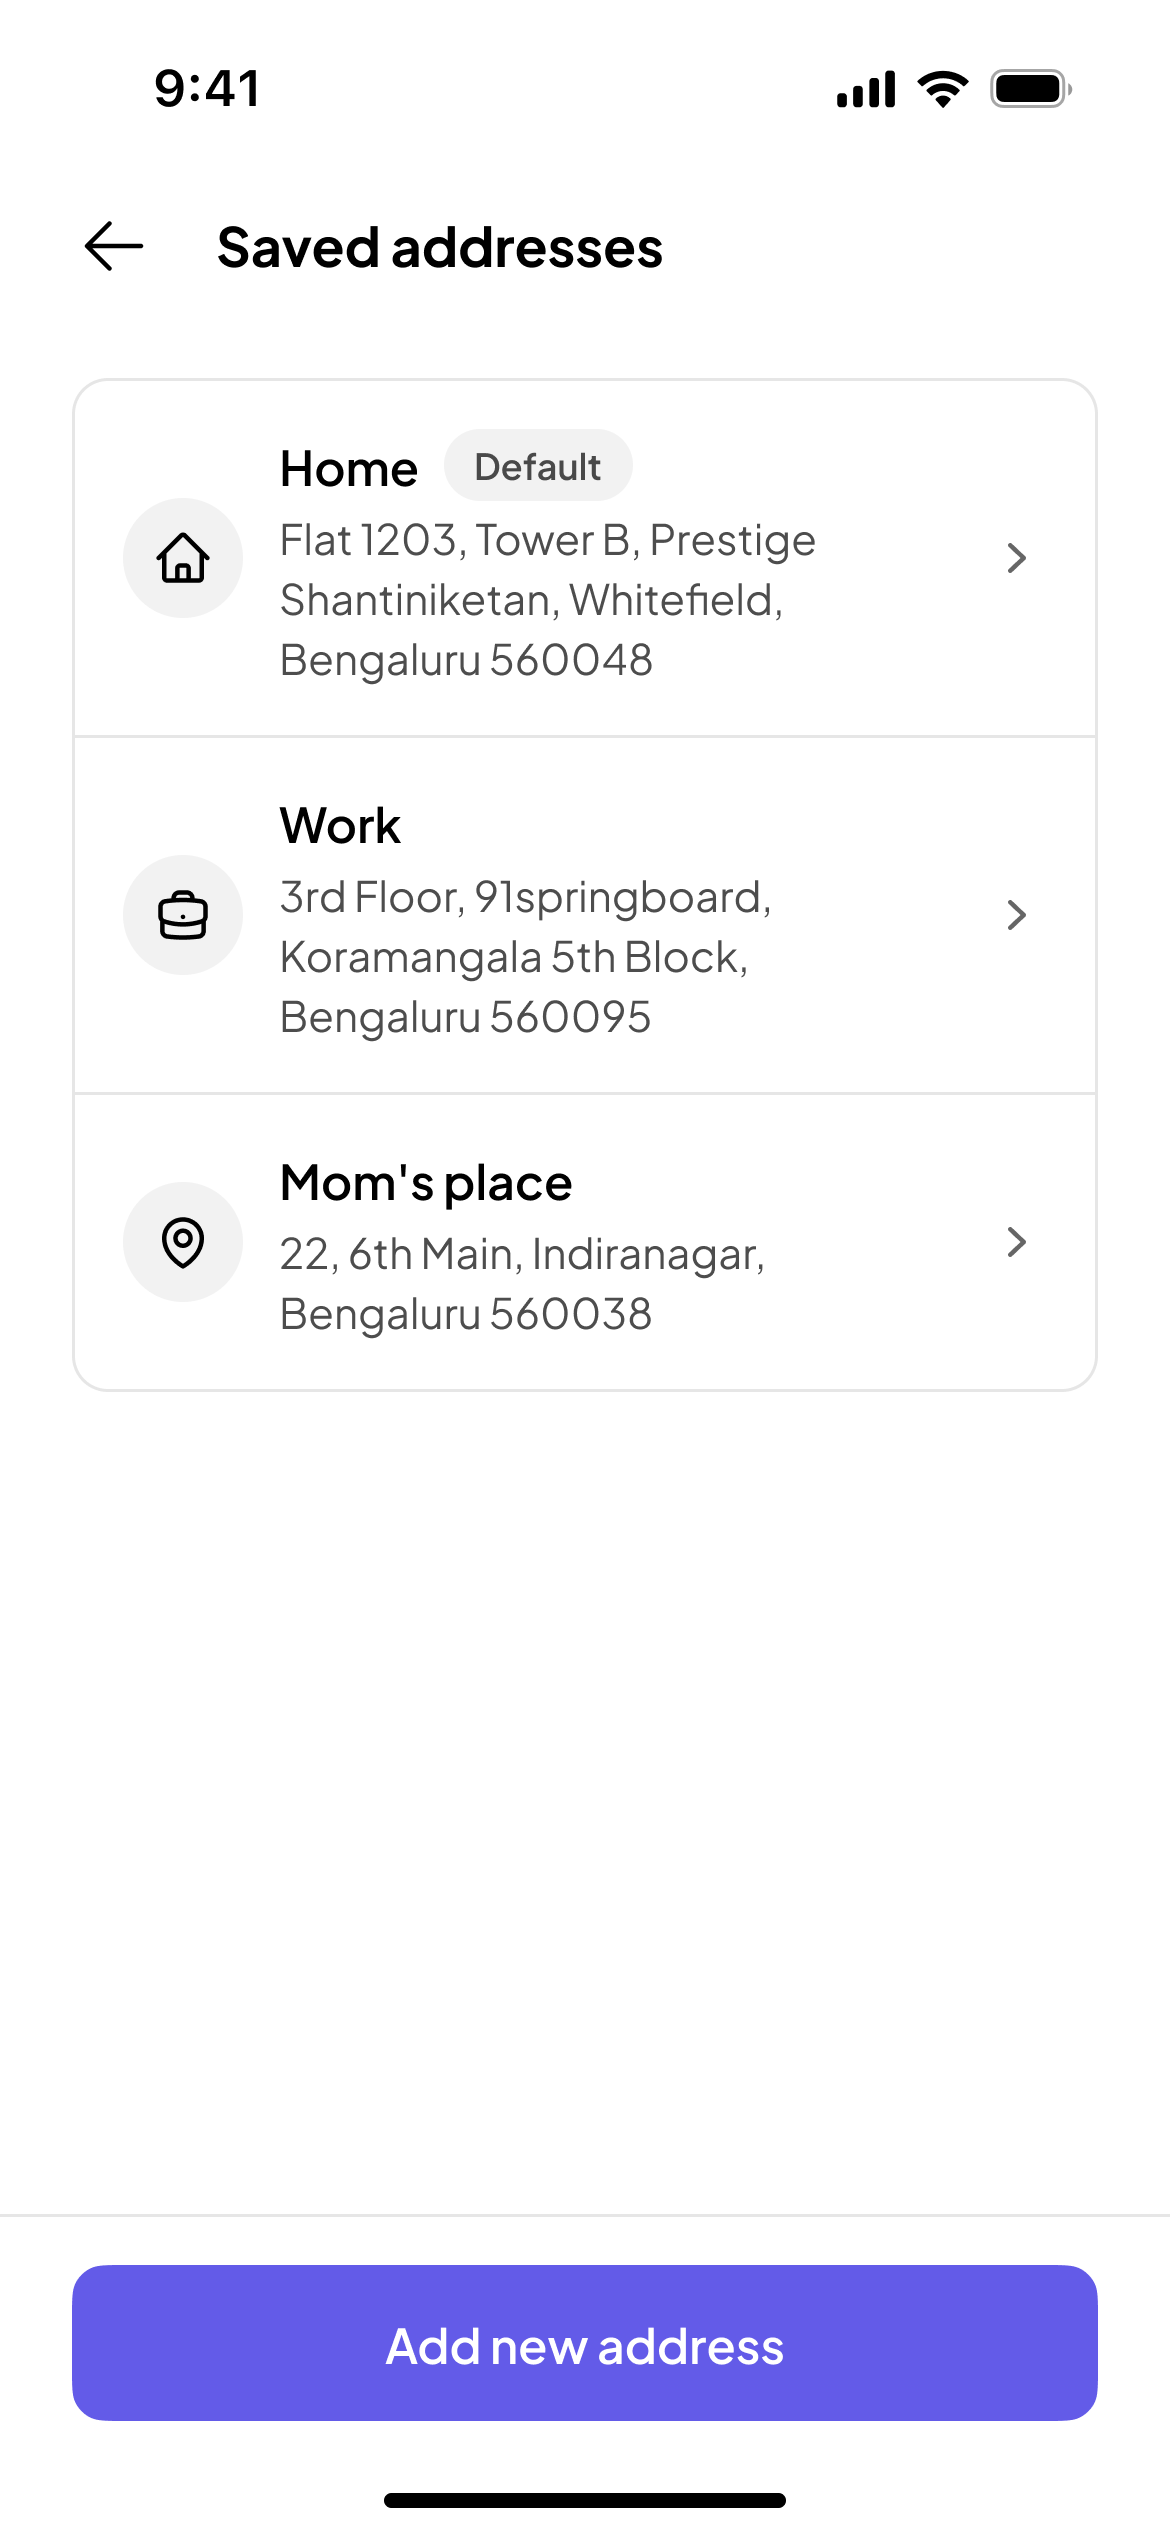 9:41
Saved addresses
Home Default
Flat 1203, Tower B, Prestige
Shantiniketan, Whitefield,
Bengaluru 560048
Work
3rd Floor, 91springboard,
Koramangala 5th Block,
Bengaluru 560095
Mom's place
22, 6th Main, Indiranagar,
Bengaluru 560038
Add new address